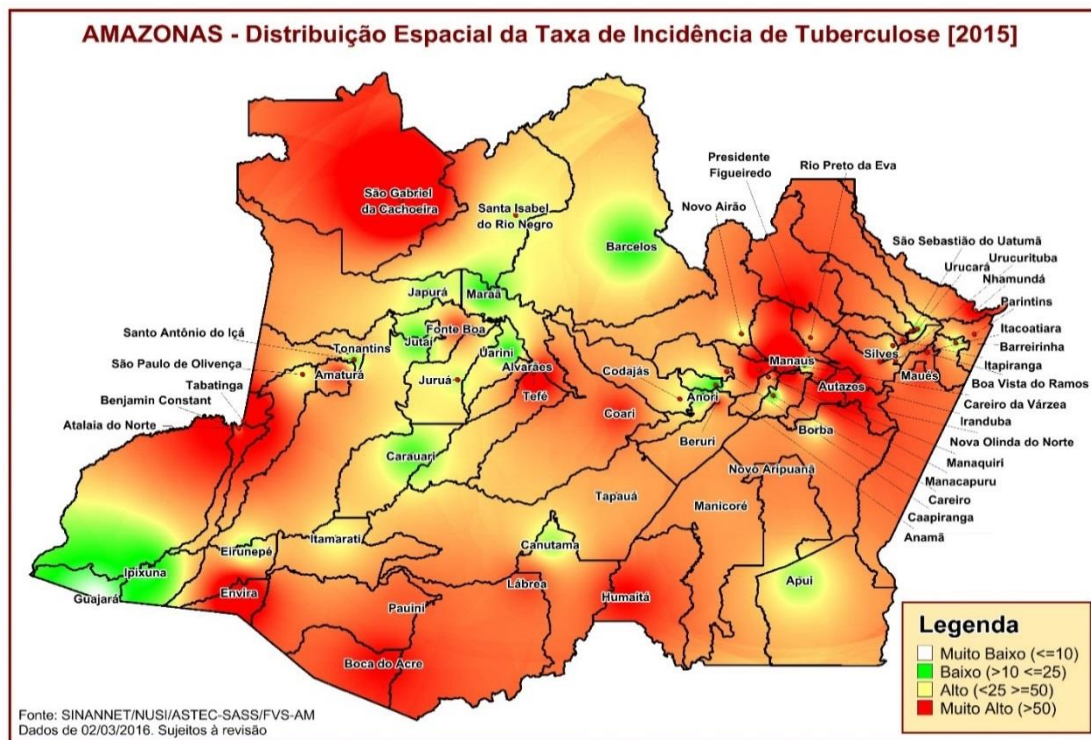 AMAZONAS - Distribuição Espacial da Taxa de Incidência de Tuberculose [2015]
Presidente
Figueiredo
Rio Preto da Eva
Novo Airão
São Sebastião do Uatumã
Urucurituba
Urucará
Nhamundá
Parintins
Itacoatiara
Barreirinha
Itapiranga
Boa Vista do Ramos
Careiro da Várzea
Iranduba
Nova Olinda do Norte
Manaquiri
Manacapuru
Careiro
Caapiranga
Anamã
São Gabriel
da Cachoeira
Santa Isabel
do Rio Negro
Barcelos
Japurá
Maraã
Santo Antônio do Içá
Tonantins
Fonte Boa
Jutaí
Uarini
São Paulo de Olivença
Amaturá
Alvarães
Juruá
Tefé
Tabatinga
Benjamin Constant
Atalaia do Norte
Codajás
Coari
Anori
Beruri
Manaus
Silves
Maués
Autazes
Borba
Carauari
Novo Aripuanã
Tapauá
Manicoré
Itamarati
Eirunepé
Canutama
Ipixuna
Guajará
Envira
Pauini
Lábrea
Humaitá
Apui
Boca do Acre
Legenda
Muito Baixo (<=10)
Baixo (>10 <=25)
Alto (<25 >=50)
Muito Alto (>50)
Fonte: SINANNET/NUSI/ASTEC-SASS/FVS-AM
Dados de 02/03/2016. Sujeitos à revisão